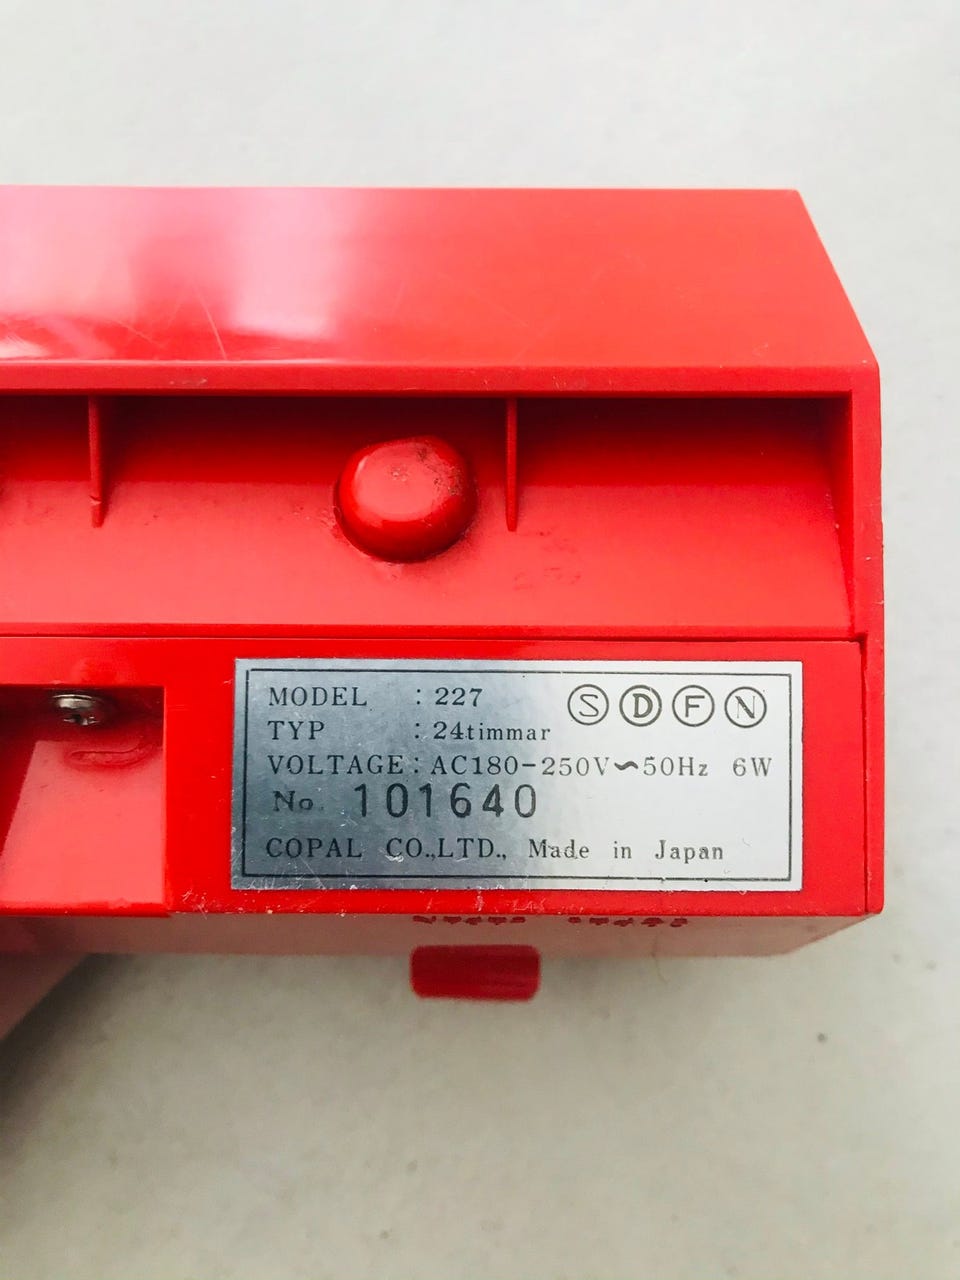 MODEL : 227 S D F N
TYP : 24timmar
VOLTAGE : AC180-250V~50Hz 6W
No. 101640
COPAL CO.,LTD., Made in Japan